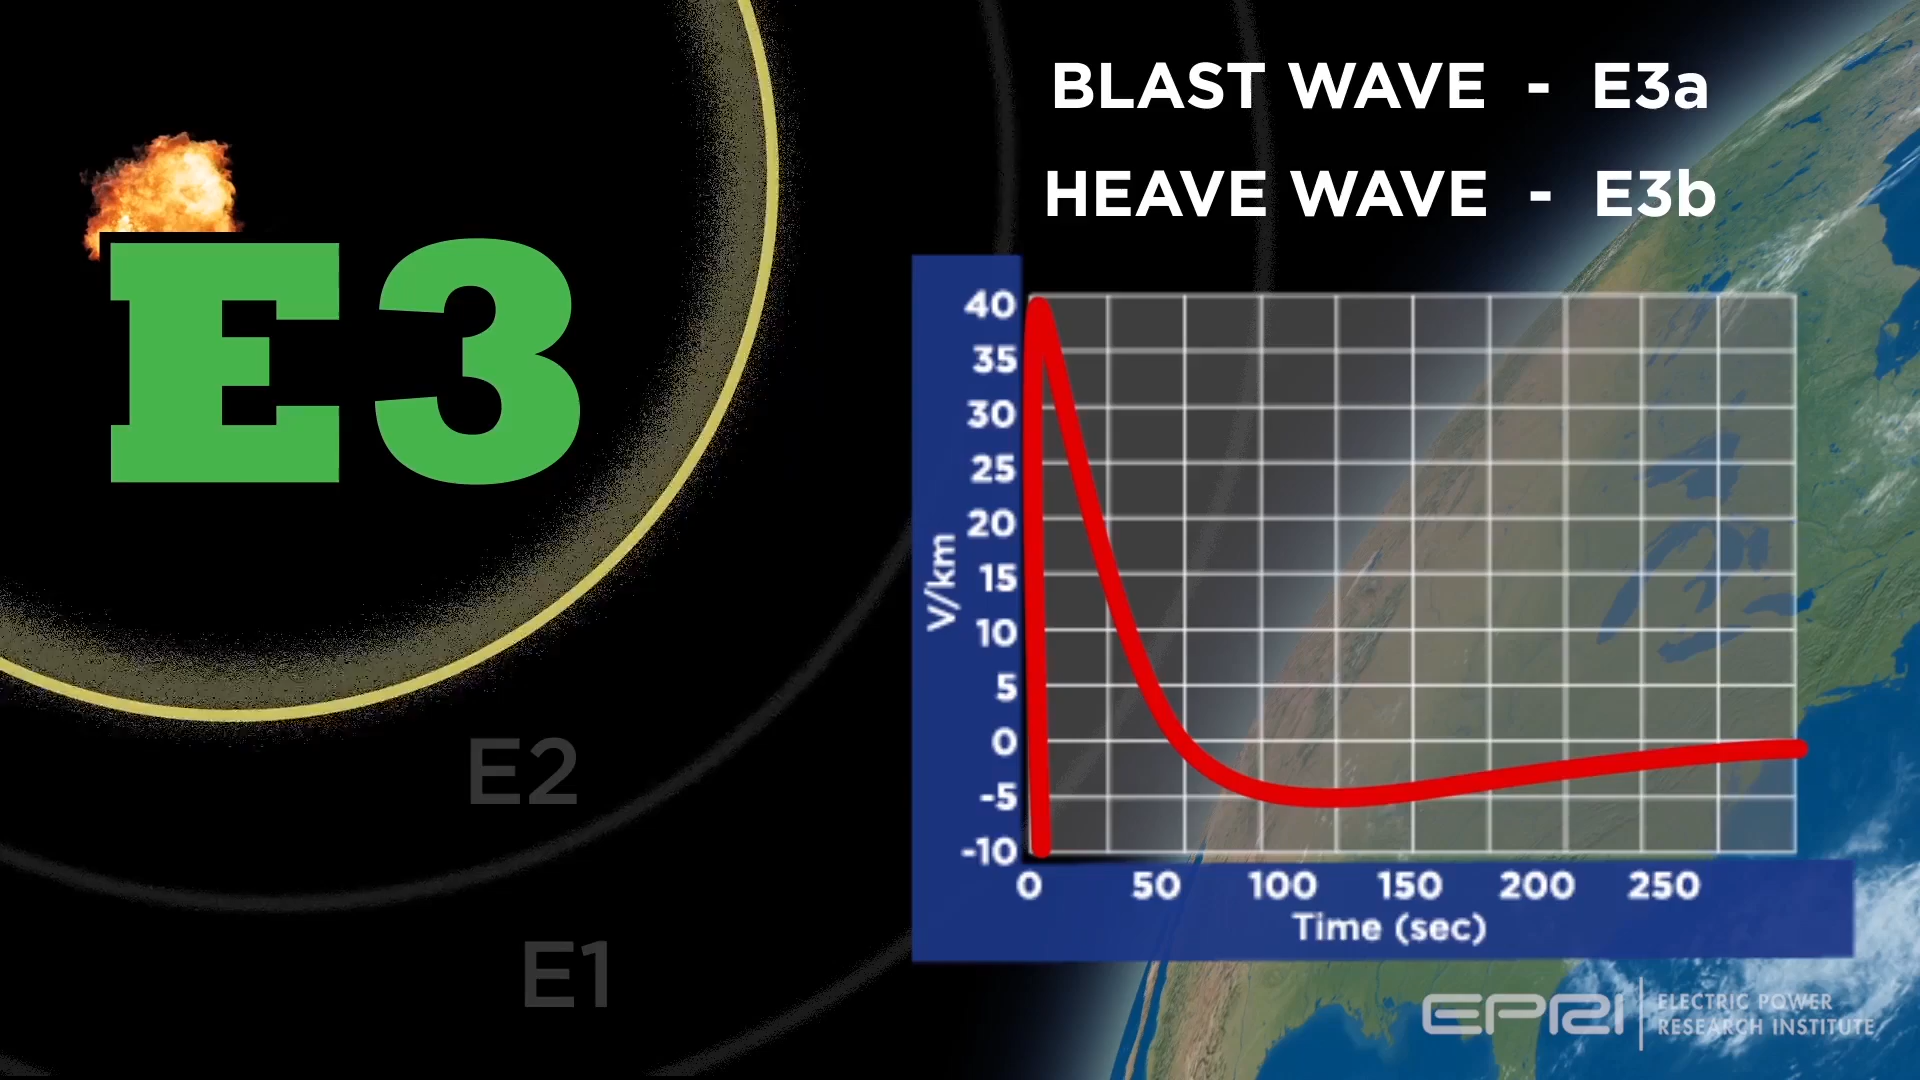 BLAST WAVE - E3a
HEAVE WAVE - E3b
E3
E2
E1
40
35
30
25
20
15
10
5
0
-5
-10
V/km
0 50 100 150 200 250
Time (sec)
EPRI
ELECTRIC POWER
RESEARCH INSTITUTE